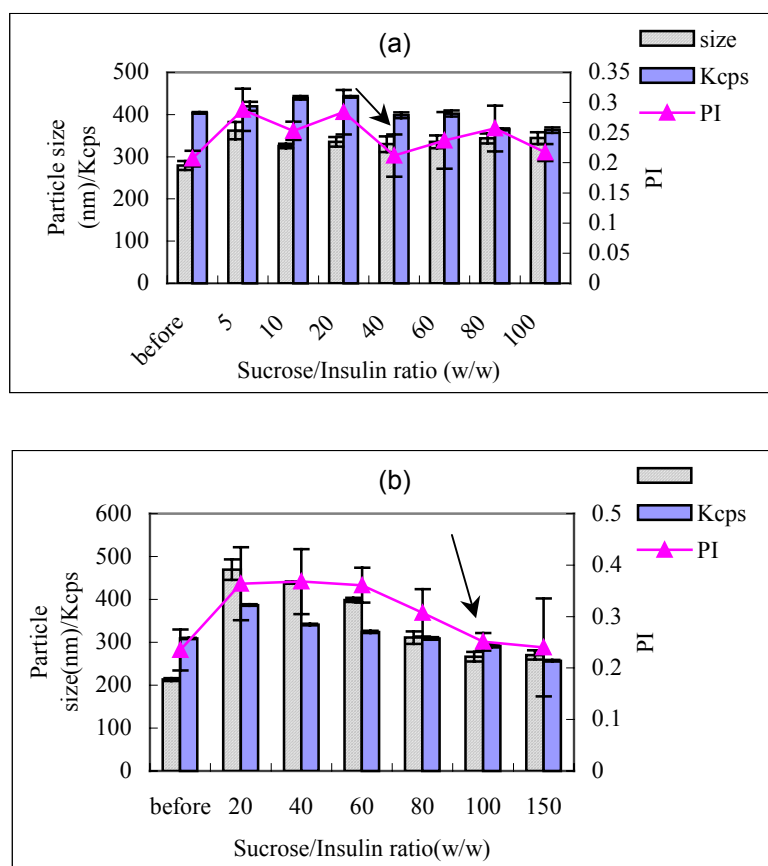 (a)
size
Kcps
PI
500
400
300
200
100
0
0.35
0.3
0.25
0.2
0.15
0.1
0.05
0
Particle size
(nm)/Kcps
PI
before
5
10
20
40
60
80
100
Sucrose/Insulin ratio (w/w)
(b)
Kcps
PI
600
500
400
300
200
100
0
0.5
0.4
0.3
0.2
0.1
0
Particle
size(nm)/Kcps
PI
before 20 40 60 80 100 150
Sucrose/Insulin ratio(w/w)